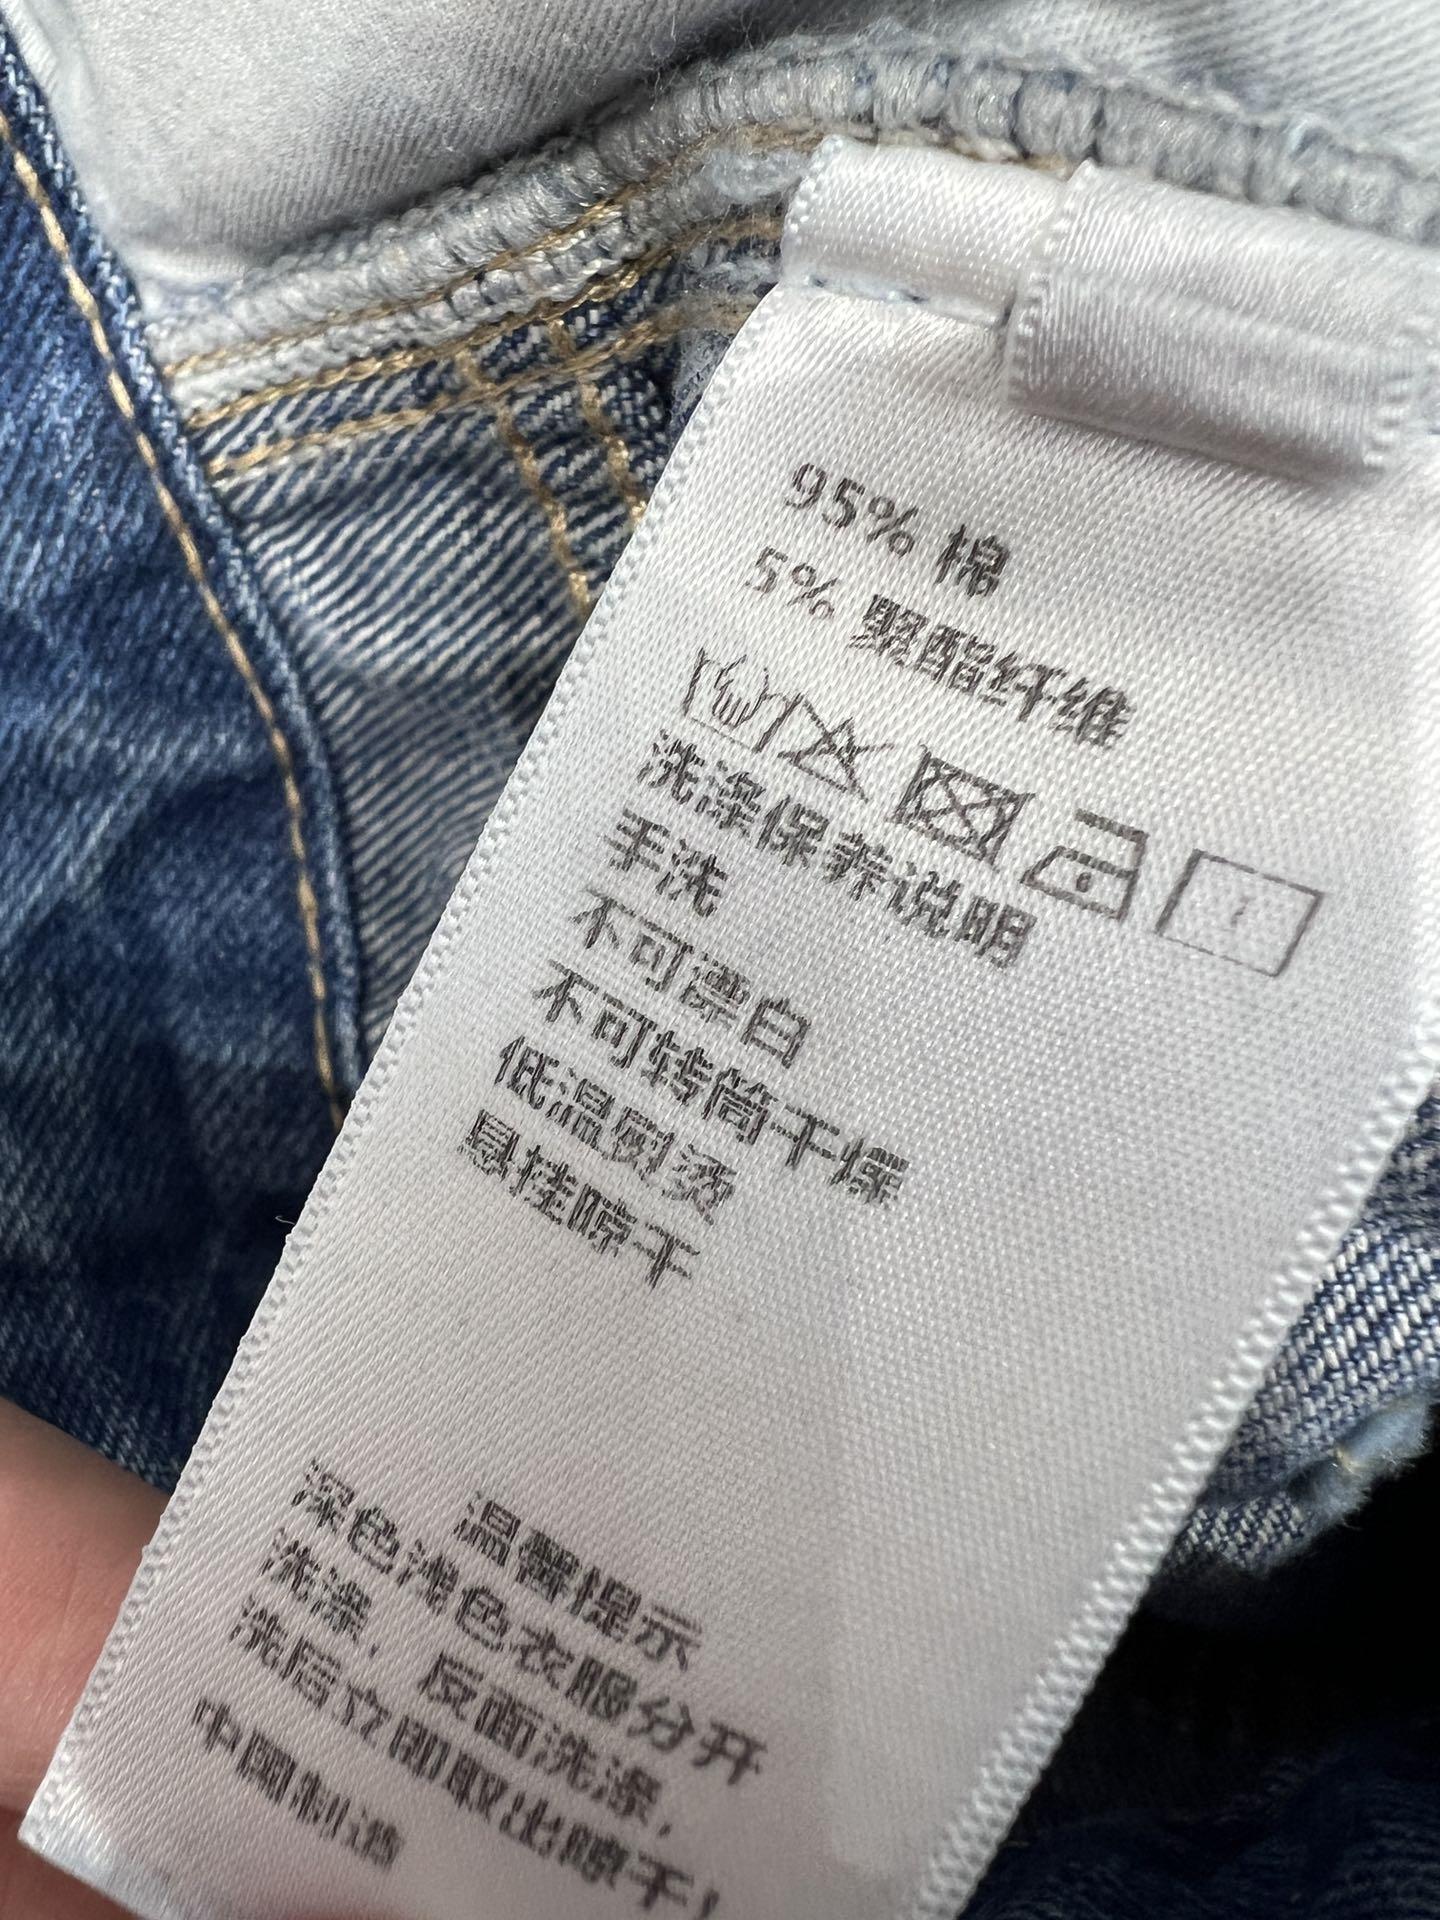 95% 棉
5% 聚酯纤维
洗涤保养说明
手洗
不可漂白
不可转筒干燥
低温熨烫
悬挂晾干
温馨提示
深色浅色衣服分开
洗涤，反面洗涤，
洗后立即取出晾干！
中国制造